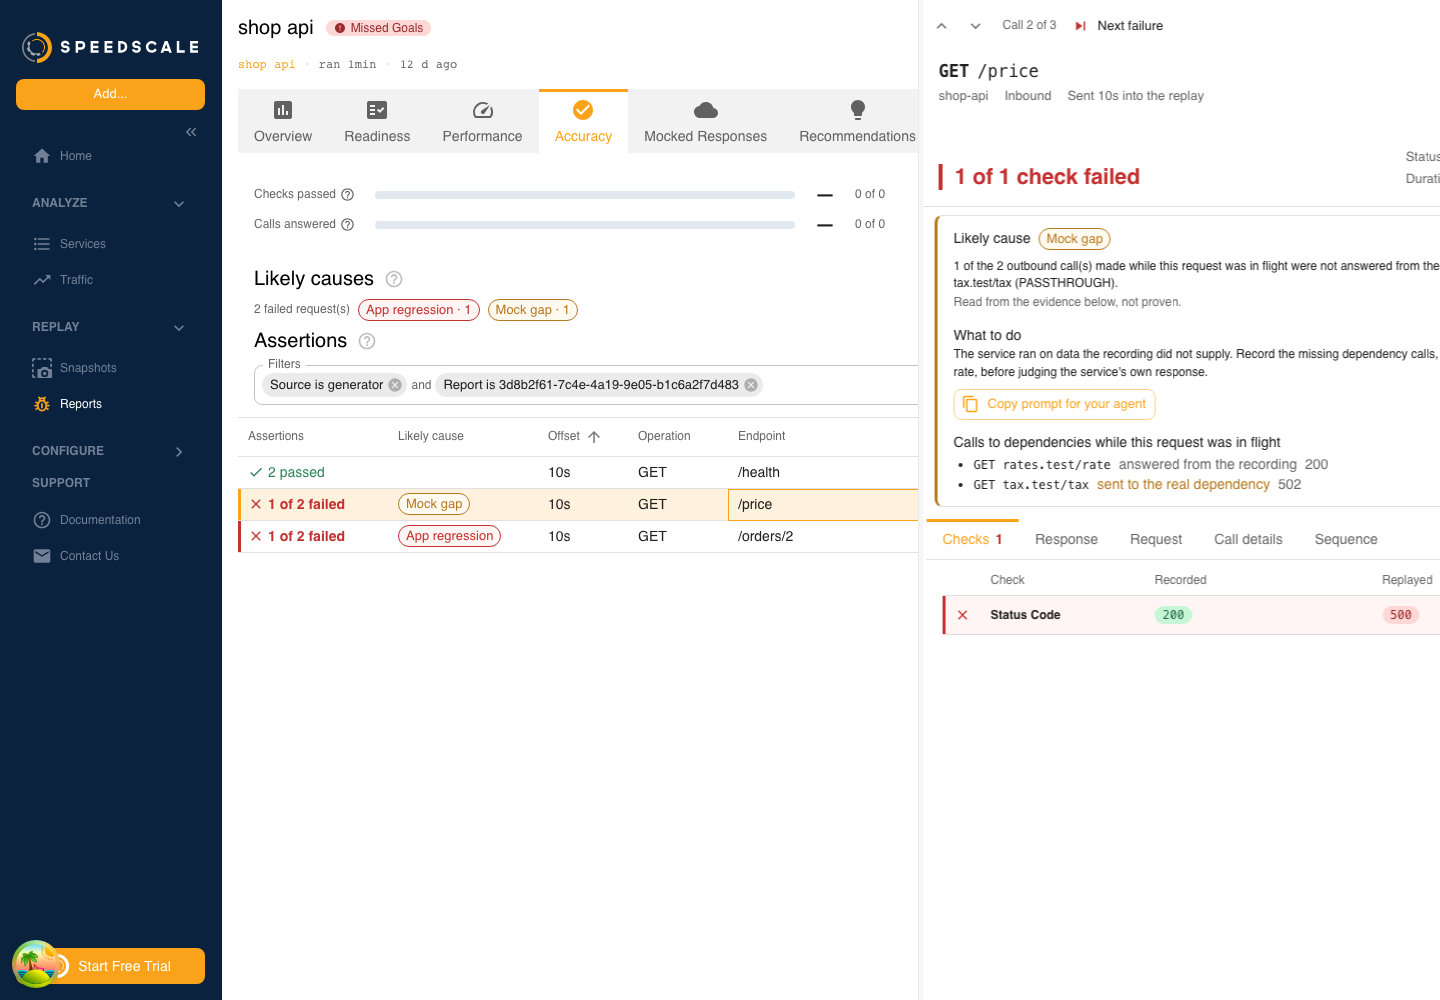 SPEEDSCALE
Add...
Home
ANALYZE
Services
Traffic
REPLAY
Snapshots
Reports
CONFIGURE
SUPPORT
Documentation
Contact Us
Start Free Trial
shop api
Missed Goals
shop api · ran 1min · 12 d ago
Overview
Readiness
Performance
Accuracy
Mocked Responses
Recommendations
Checks passed — 0 of 0
Calls answered — 0 of 0
Likely causes
2 failed request(s) App regression · 1 Mock gap · 1
Assertions
Filters
Source is generator and Report is 3d8b2f61-7c4e-4a19-9e05-b1c6a2f7d483
Assertions Likely cause Offset Operation Endpoint
2 passed 10s GET /health
1 of 2 failed Mock gap 10s GET /price
1 of 2 failed App regression 10s GET /orders/2
Call 2 of 3 Next failure
GET /price
shop-api Inbound Sent 10s into the replay
Status
1 of 1 check failed
Durati
Likely cause Mock gap
1 of the 2 outbound call(s) made while this request was in flight were not answered from the
tax.test/tax (PASSTHROUGH).
Read from the evidence below, not proven.
What to do
The service ran on data the recording did not supply. Record the missing dependency calls,
rate, before judging the service's own response.
Copy prompt for your agent
Calls to dependencies while this request was in flight
• GET rates.test/rate answered from the recording 200
• GET tax.test/tax sent to the real dependency 502
Checks 1 Response Request Call details Sequence
Check Recorded Replayed
Status Code 200 500